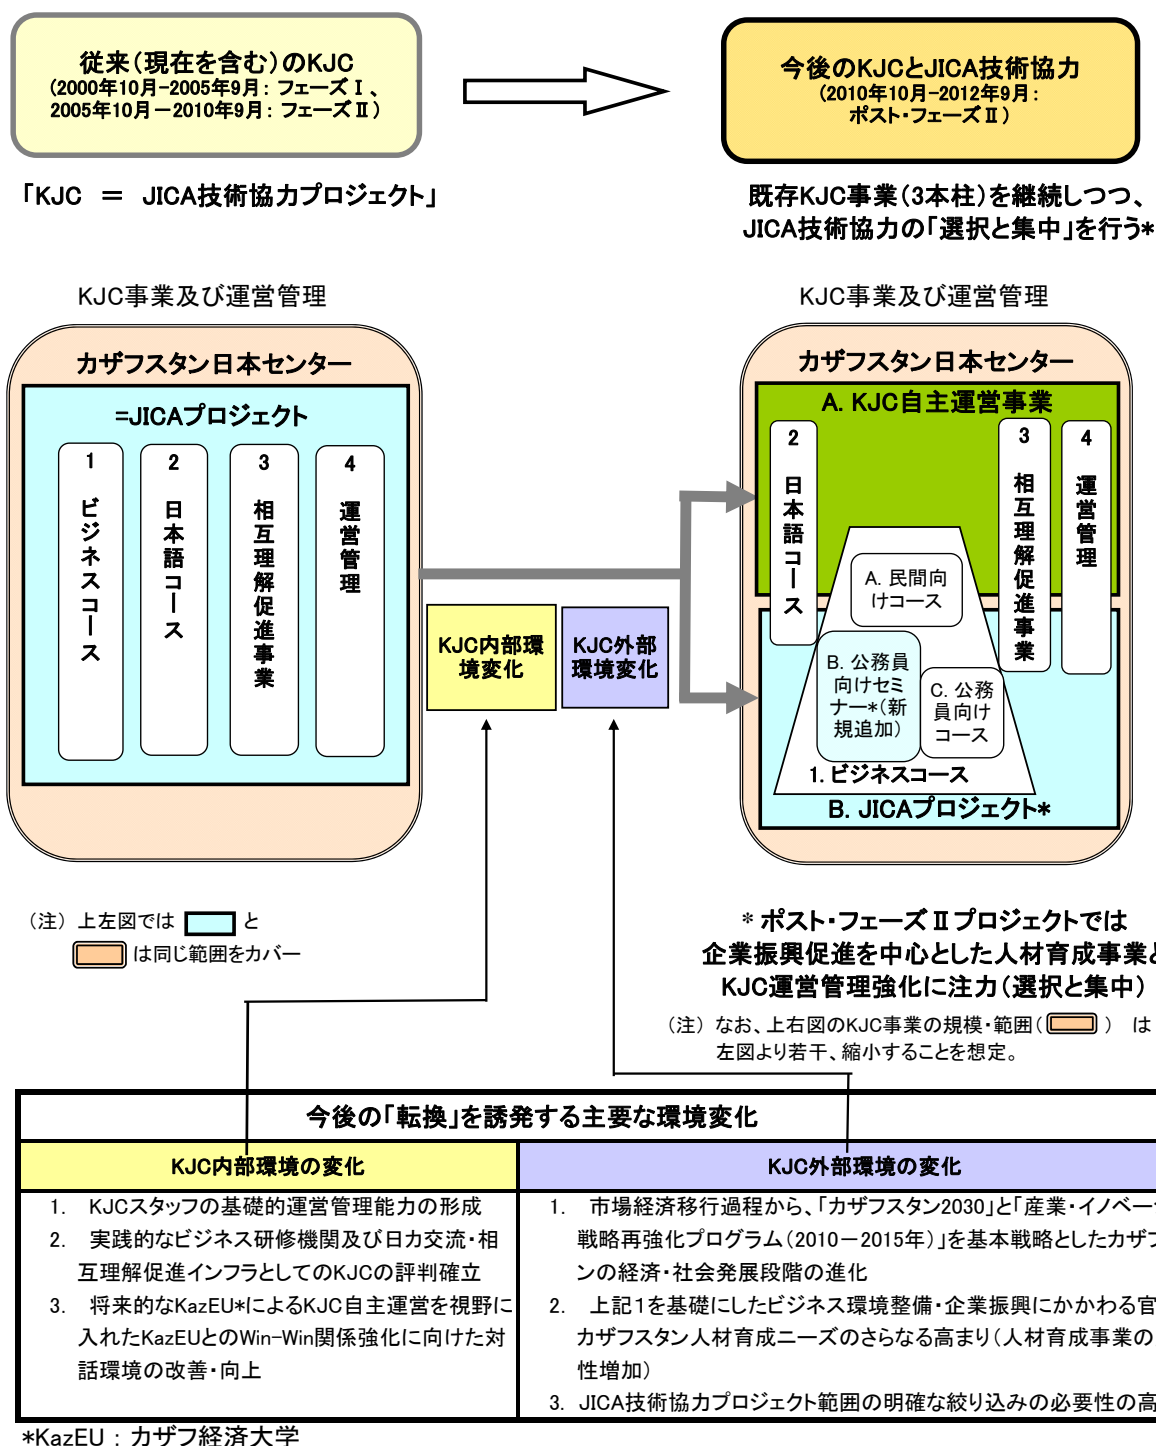 従来（現在を含む）のKJC
(2000年10月-2005年9月： フェーズⅠ、
2005年10月－2010年9月： フェーズⅡ)
今後のKJCとJICA技術協力
(2010年10月-2012年9月：
ポスト・フェーズⅡ)
「KJC ＝ JICA技術協力プロジェクト」
既存KJC事業（3本柱）を継続しつつ、
JICA技術協力の「選択と集中」を行う*
KJC事業及び運営管理
KJC事業及び運営管理
カザフスタン日本センター
=JICAプロジェクト
1 ビジネスコース
2 日本語コース
3 相互理解促進事業
4 運営管理
KJC内部環
境変化
KJC外部
環境変化
カザフスタン日本センター
A. KJC自主運営事業
2 日本語コース
3 相互理解促進事業
4 運営管理
A. 民間向
けコース
B. 公務員
向けセミ
ナー*(新
規追加)
C. 公務
員向け
コース
1. ビジネスコース
B. JICAプロジェクト*
（注） 上左図では と
は同じ範囲をカバー
* ポスト・フェーズⅡプロジェクトでは
企業振興促進を中心とした人材育成事業と
KJC運営管理強化に注力（選択と集中）
（注） なお、上右図のKJC事業の規模・範囲（ ） は
左図より若干、縮小することを想定。
今後の「転換」を誘発する主要な環境変化
KJC内部環境の変化
KJC外部環境の変化
1. KJCスタッフの基礎的運営管理能力の形成
2. 実践的なビジネス研修機関及び日カ交流・相
互理解促進インフラとしてのKJCの評判確立
3. 将来的なKazEU*によるKJC自主運営を視野に
入れたKazEUとのWin-Win関係強化に向けた対
話環境の改善・向上
1. 市場経済移行過程から、「カザフスタン2030」と「産業・イノベー
戦略再強化プログラム（2010－2015年）」を基本戦略としたカザフ
ンの経済・社会発展段階の進化
2. 上記1を基礎にしたビジネス環境整備・企業振興にかかわる官
カザフスタン人材育成ニーズのさらなる高まり（人材育成事業の
性増加）
3. JICA技術協力プロジェクト範囲の明確な絞り込みの必要性の高
*KazEU : カザフ経済大学